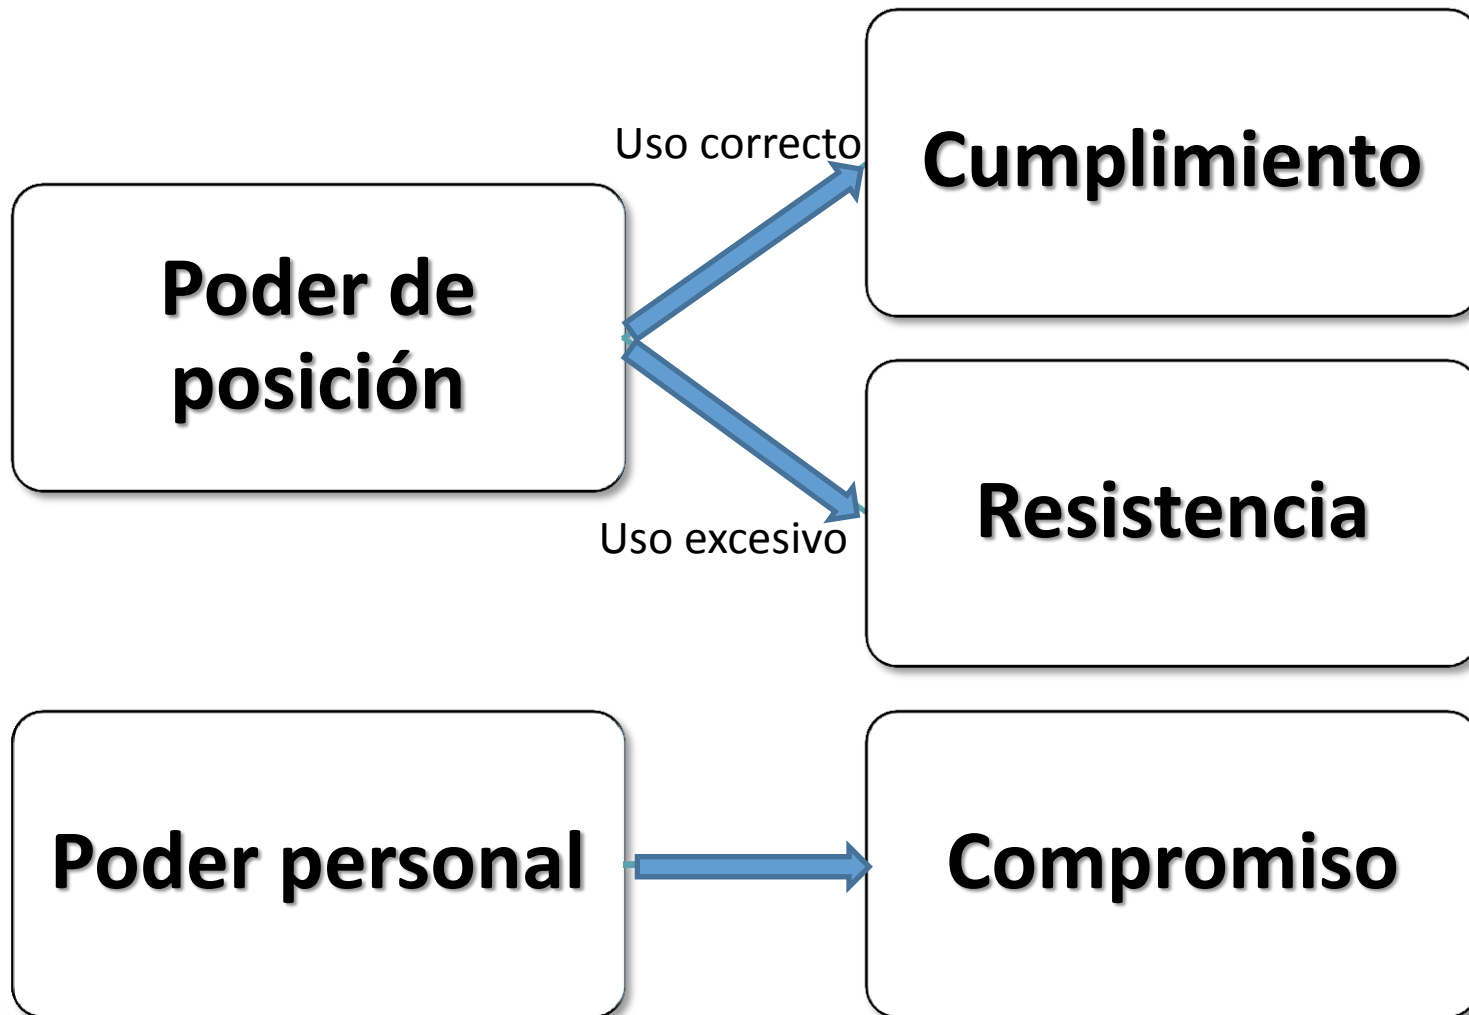 Uso correcto
Cumplimiento
Poder de
posición
Resistencia
Uso excesivo
Poder personal
Compromiso